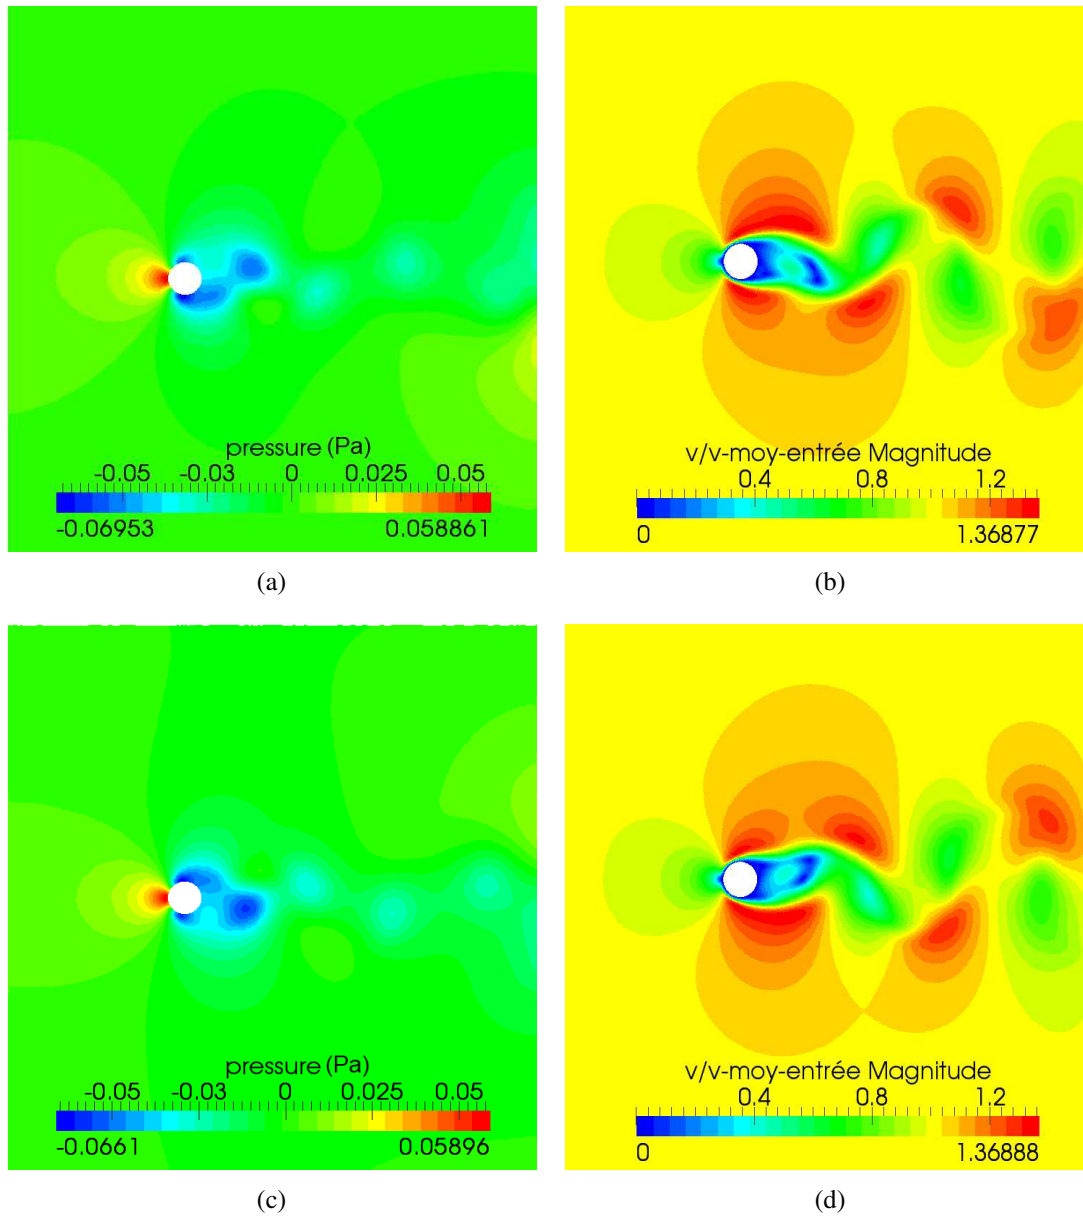 pressure (Pa)
-0.05 -0.03 0 0.025 0.05
-0.06953 0.058861
(a)
v/v-moy-entrée Magnitude
0.4 0.8 1.2
0 1.36877
(b)
pressure (Pa)
-0.05 -0.03 0 0.025 0.05
-0.0661 0.05896
(c)
v/v-moy-entrée Magnitude
0.4 0.8 1.2
0 1.36888
(d)